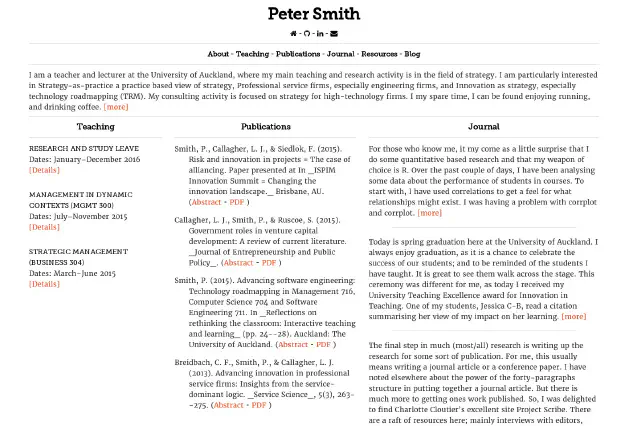 Peter Smith
About - Teaching - Publications - Journal - Resources - Blog
I am a teacher and lecturer at the University of Auckland, where my main teaching and research activity is in the field of strategy. I am particularly interested
in Strategy-as-practice a practice based view of strategy, Professional service firms, especially engineering firms, and Innovation as strategy, especially
technology roadmapping (TRM). My consulting activity is focused on strategy for high-technology firms. I my spare time, I can be found enjoying running,
and drinking coffee. [more]
Teaching
RESEARCH AND STUDY LEAVE
Dates: January-December 2016
[Details]
MANAGEMENT IN DYNAMIC
CONTEXTS (MGMT 300)
Dates: July-November 2015
[Details]
STRATEGIC MANAGEMENT
(BUSINESS 304)
Dates: March-June 2015
[Details]
Publications
Smith, P., Callagher, L. J., & Siedlok, F. (2015).
Risk and innovation in projects = The case of
alliancing. Paper presented at In _ISPIM
Innovation Summit = Changing the
innovation landscape._ Brisbane, AU.
(Abstract - PDF )
Callagher, L. J., Smith, P., & Ruscoe, S. (2015).
Government roles in venture capital
development: A review of current literature.
_Journal of Entrepreneurship and Public
Policy_. (Abstract - PDF )
Smith, P. (2015). Advancing software engineering:
Technology roadmapping in Management 716,
Computer Science 704 and Software
Engineering 711. In _Reflections on
rethinking the classroom: Interactive teaching
and learning_ (pp. 24--28). Auckland: The
University of Auckland. (Abstract - PDF )
Breidbach, C. F., Smith, P., & Callagher, L. J.
(2013). Advancing innovation in professional
service firms: Insights from the service-
dominant logic. _Service Science_, 5(3), 263-
-275. (Abstract - PDF )
Journal
For those who know me, it my come as a little surprise that I
do some quantitative based research and that my weapon of
choice is R. Over the past couple of days, I have been analysing
some data about the performance of students in courses. To
start with, I have used correlations to get a feel for what
relationships might exist. I was having a problem with corrplot
and corrplot. [more]
Today is spring graduation here at the University of Auckland. I
always enjoy graduation, as it is a chance to celebrate the
success of our students; and to be reminded of the students I
have taught. It is great to see them walk across the stage. This
ceremony was different for me, as today I received my
University Teaching Excellence award for Innovation in
Teaching. One of my students, Jessica C-B, read a citation
summarising her view of my impact on her learning. [more]
The final step in much (most/all) research is writing up the
research for some sort of publication. For me, this usually
means writing a journal article or a conference paper. I have
noted elsewhere about the power of the forty-paragraphs
structure in putting together a journal article. But there is
much more to getting ones work published. So, I was delighted
to find Charlotte Cloutier's excellent site Project Scribe. There
are a raft of resources here; mainly interviews with editors,